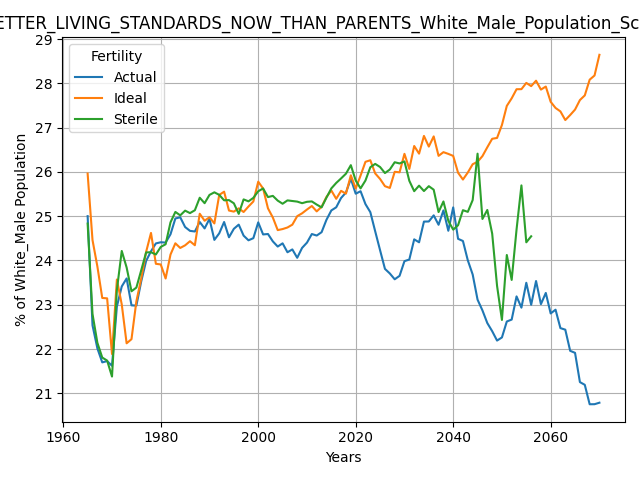 ETTER_LIVING_STANDARDS_NOW_THAN_PARENTS_White_Male_Population_Sc
29
28
27
26
25
24
23
22
21
% of White_Male Population
Fertility
Actual
Ideal
Sterile
1960
1980
2000
2020
2040
2060
Years